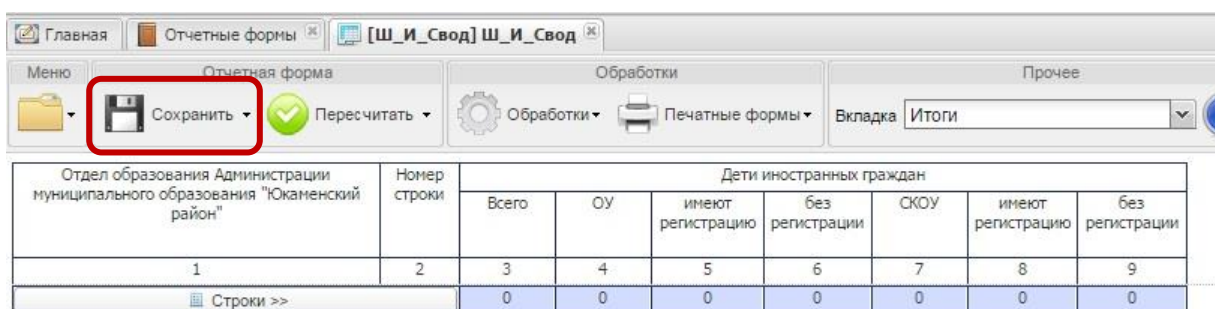 Главная Отчетные формы [Ш_И_Свод] Ш_И_Свод
Меню Отчетная форма Обработки Прочее
Сохранить Пересчитать Обработки Печатные формы Вкладка Итоги
Отдел образования Администрации муниципального образования "Юкаменский район"
Номер строки
Дети иностранных граждан
Всего ОУ имеют регистрацию без регистрации СКОУ имеют регистрацию без регистрации
1 2 3 4 5 6 7 8 9
Строки >> 0 0 0 0 0 0 0